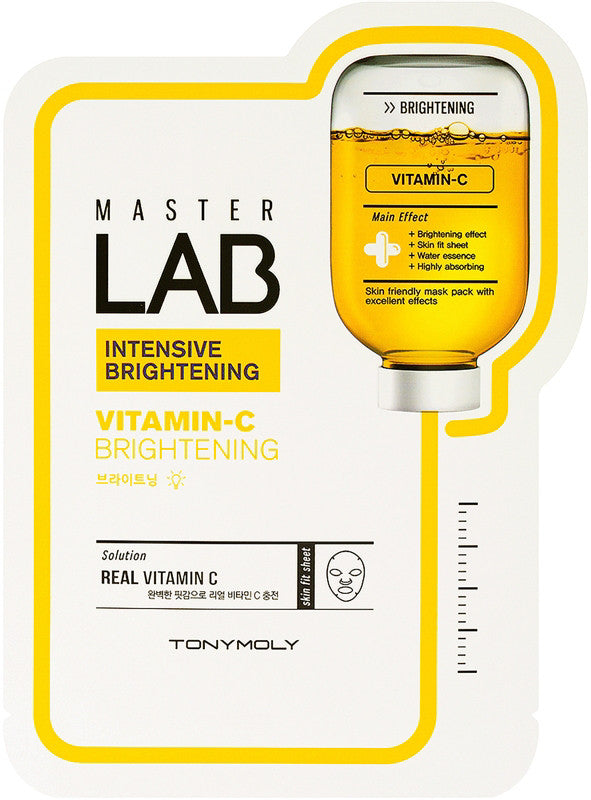 MASTER
LAB
INTENSIVE
BRIGHTENING
VITAMIN-C
BRIGHTENING
브라이트닝
Solution
REAL VITAMIN C
완벽한 핏감으로 리얼 비타민 C 충전
skin fit sheet
TONYMOLY
>> BRIGHTENING
VITAMIN-C
Main Effect
+ Brightening effect
+ Skin fit sheet
+ Water essence
+ Highly absorbing
Skin friendly mask pack with
excellent effects